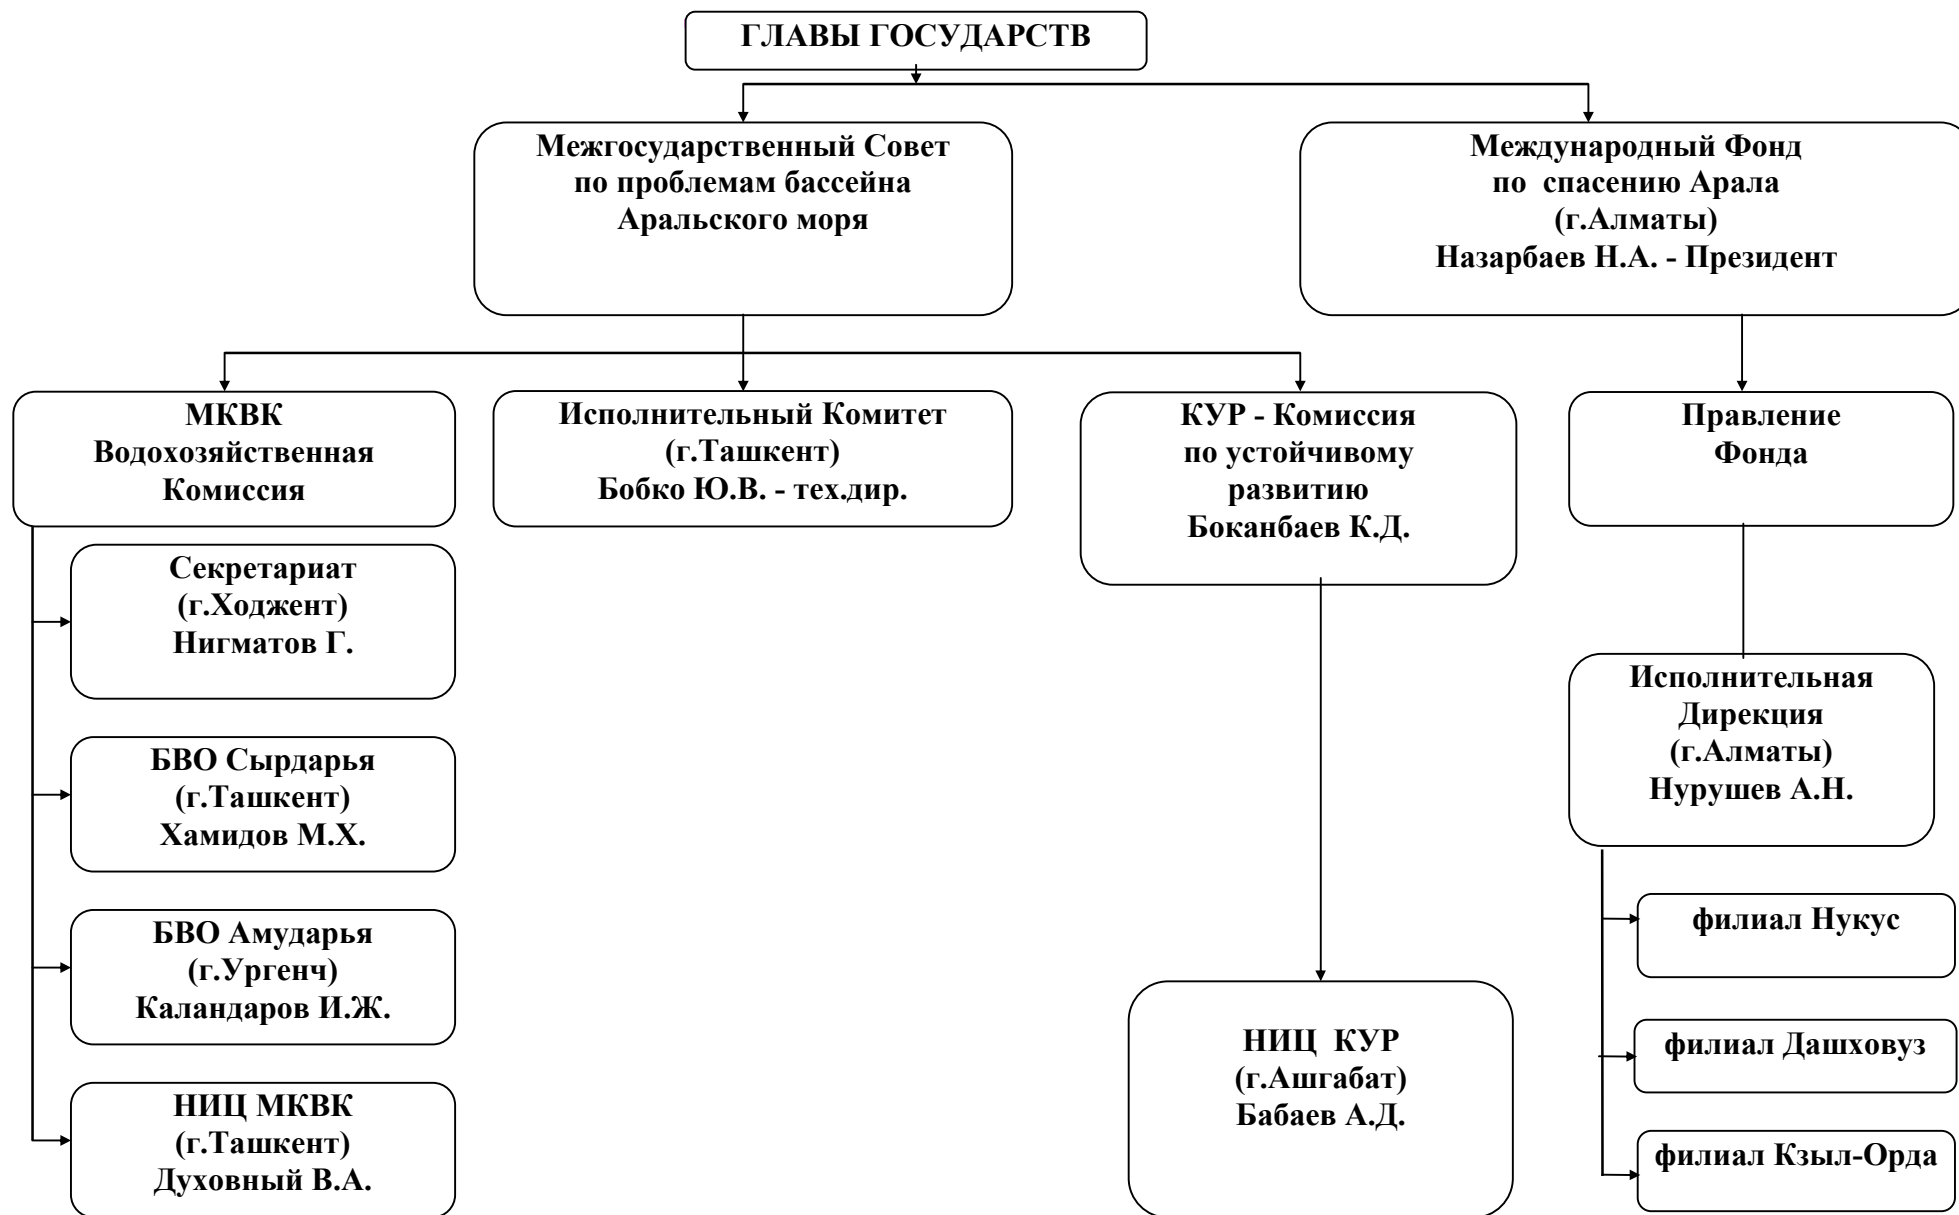 ГЛАВЫ ГОСУДАРСТВ
Межгосударственный Совет
по проблемам бассейна
Аральского моря
Международный Фонд
по спасению Арала
(г.Алматы)
Назарбаев Н.А. - Президент
МКВК
Водохозяйственная
Комиссия
Исполнительный Комитет
(г.Ташкент)
Бобко Ю.В. - тех.дир.
КУР - Комиссия
по устойчивому
развитию
Боканбаев К.Д.
Правление
Фонда
Секретариат
(г.Ходжент)
Нигматов Г.
БВО Сырдарья
(г.Ташкент)
Хамидов М.Х.
БВО Амударья
(г.Ургенч)
Каландаров И.Ж.
НИЦ МКВК
(г.Ташкент)
Духовный В.А.
НИЦ КУР
(г.Ашгабат)
Бабаев А.Д.
Исполнительная
Дирекция
(г.Алматы)
Нурушев А.Н.
филиал Нукус
филиал Дашховуз
филиал Кзыл-Орда